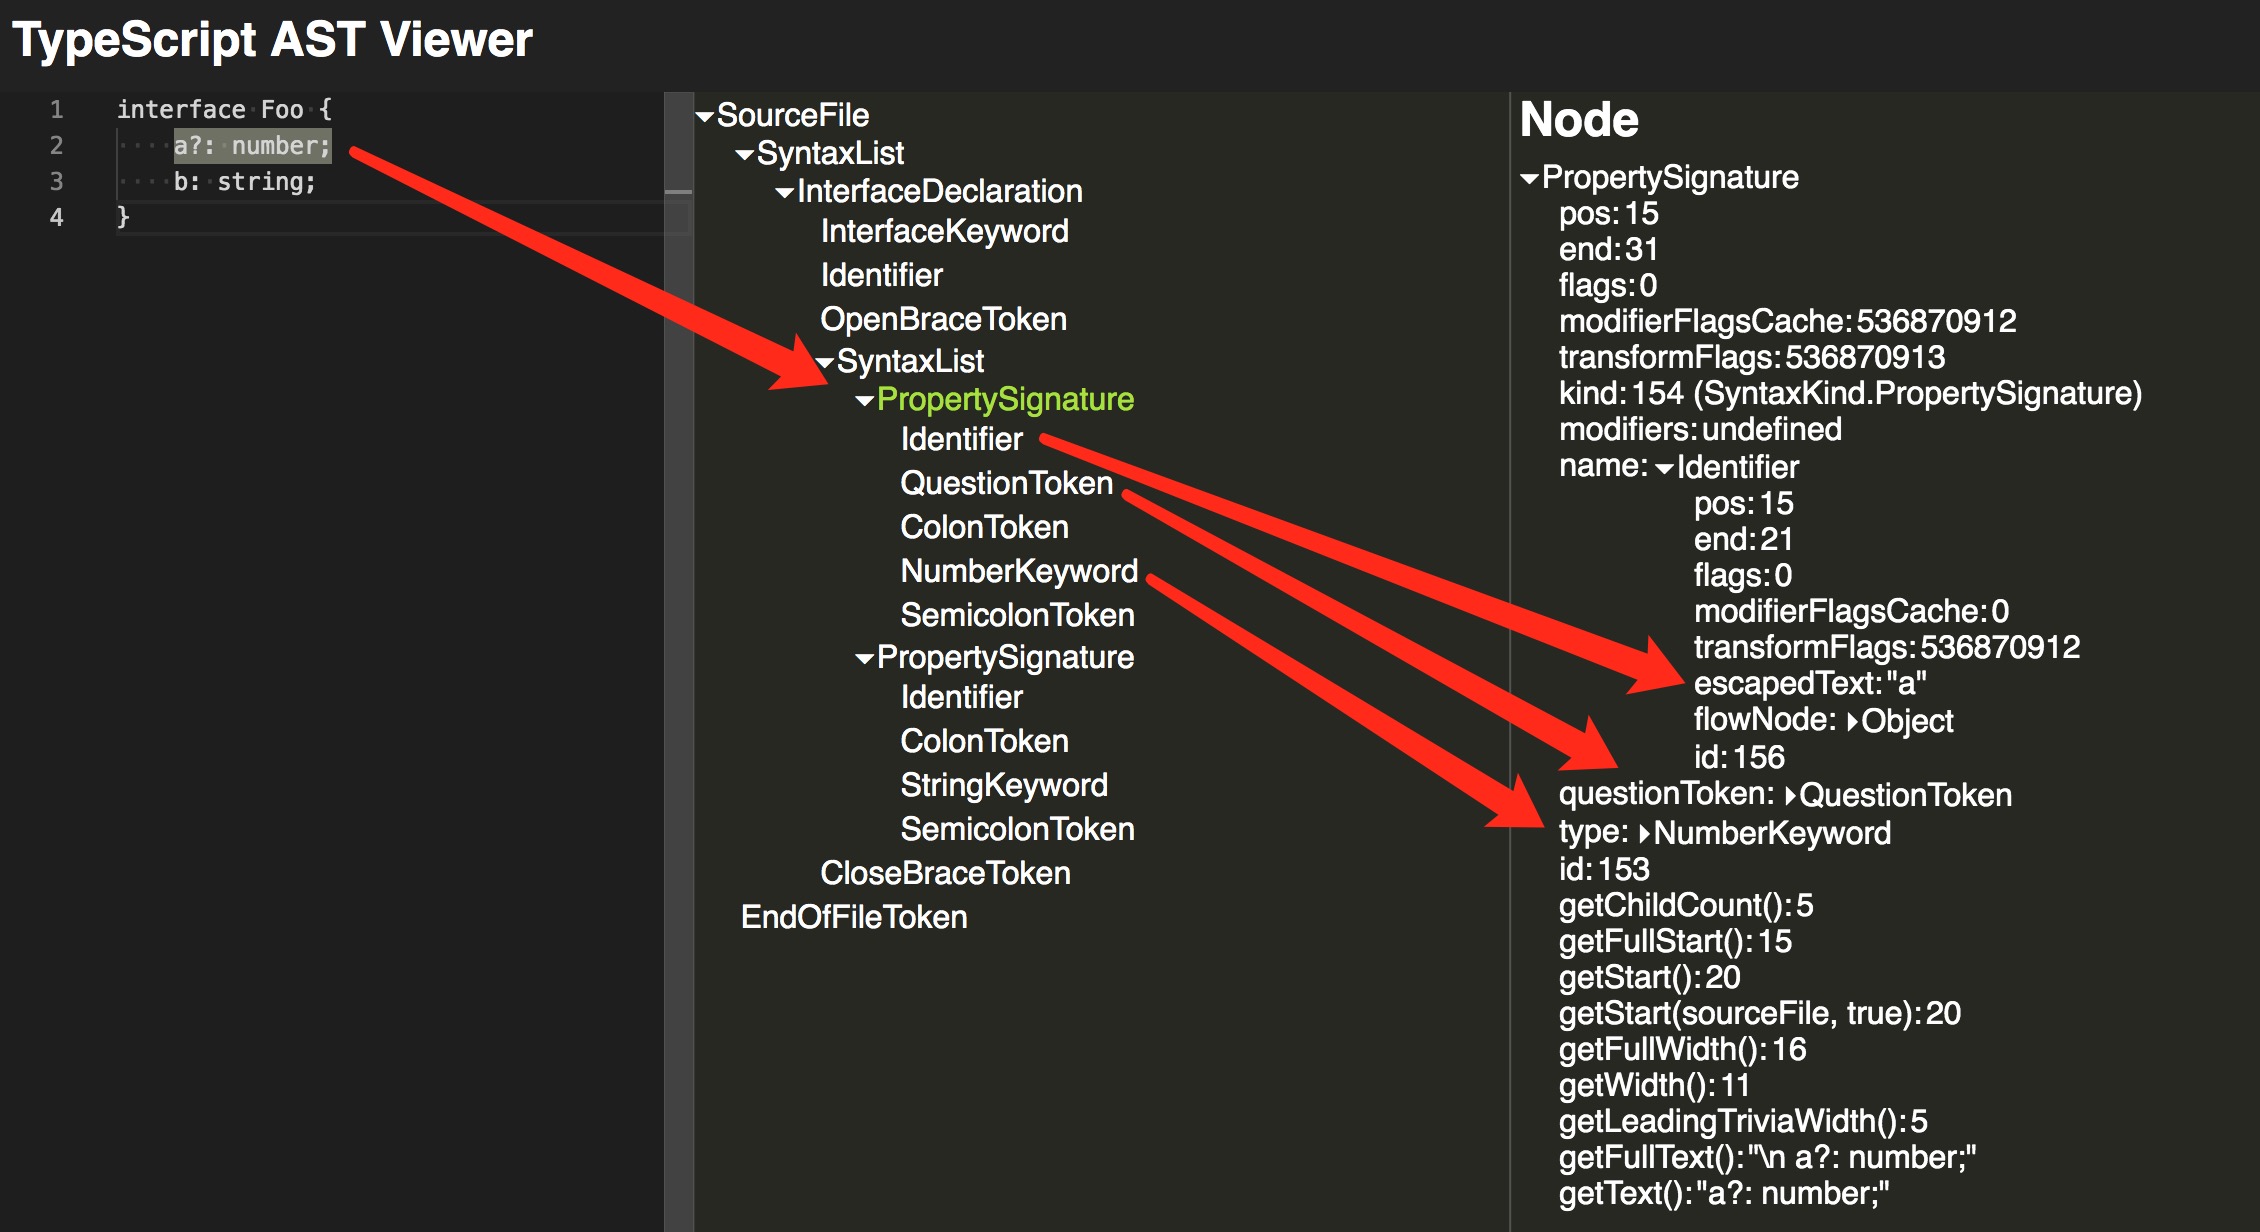 TypeScript AST Viewer
1 interface Foo {
2 a?: number;
3 b: string;
4 }
SourceFile
SyntaxList
InterfaceDeclaration
InterfaceKeyword
Identifier
OpenBraceToken
SyntaxList
PropertySignature
Identifier
QuestionToken
ColonToken
NumberKeyword
SemicolonToken
PropertySignature
Identifier
ColonToken
StringKeyword
SemicolonToken
CloseBraceToken
EndOfFileToken
Node
PropertySignature
pos: 15
end: 31
flags: 0
modifierFlagsCache: 536870912
transformFlags: 536870913
kind: 154 (SyntaxKind.PropertySignature)
modifiers: undefined
name: Identifier
pos: 15
end: 21
flags: 0
modifierFlagsCache: 0
transformFlags: 536870912
escapedText: "a"
flowNode: Object
id: 156
questionToken: QuestionToken
type: NumberKeyword
id: 153
getChildCount(): 5
getFullStart(): 15
getStart(): 20
getStart(sourceFile, true): 20
getFullWidth(): 16
getWidth(): 11
getLeadingTriviaWidth(): 5
getFullText(): "\n a?: number;"
getText(): "a?: number;"